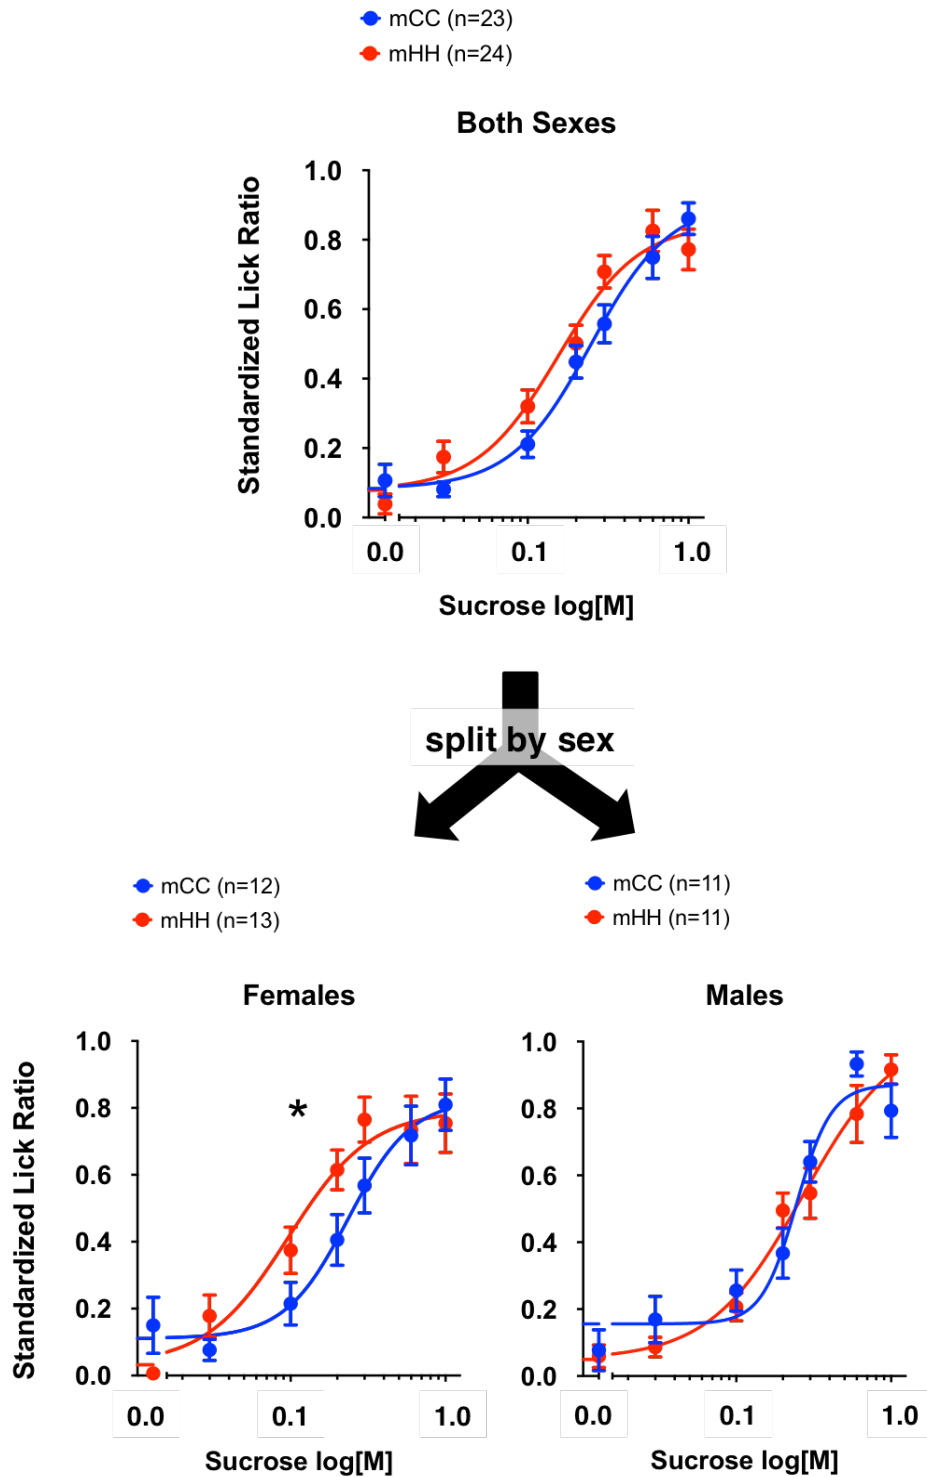 mCC (n=23)
mHH (n=24)
Both Sexes
Standardized Lick Ratio
1.0
0.8
0.6
0.4
0.2
0.0
0.0 0.1 1.0
Sucrose log[M]
split by sex
mCC (n=12)
mHH (n=13)
Females
Standardized Lick Ratio
1.0
0.8
0.6
0.4
0.2
0.0
*
0.0 0.1 1.0
Sucrose log[M]
mCC (n=11)
mHH (n=11)
Males
1.0
0.8
0.6
0.4
0.2
0.0
0.0 0.1 1.0
Sucrose log[M]